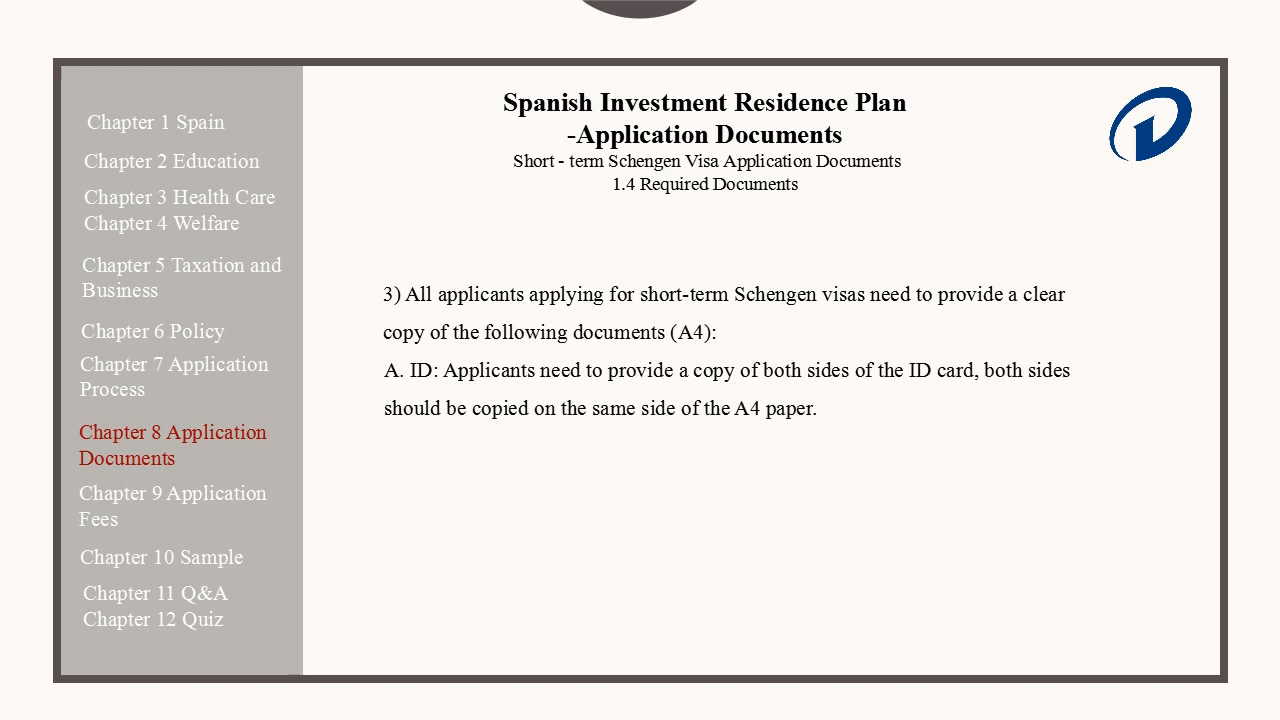 Chapter 1 Spain
Chapter 2 Education
Chapter 3 Health Care
Chapter 4 Welfare
Chapter 5 Taxation and
Business
Chapter 6 Policy
Chapter 7 Application
Process
Chapter 8 Application
Documents
Chapter 9 Application
Fees
Chapter 10 Sample
Chapter 11 Q&A
Chapter 12 Quiz
Spanish Investment Residence Plan
-Application Documents
Short - term Schengen Visa Application Documents
1.4 Required Documents
3) All applicants applying for short-term Schengen visas need to provide a clear
copy of the following documents (A4):
A. ID: Applicants need to provide a copy of both sides of the ID card, both sides
should be copied on the same side of the A4 paper.